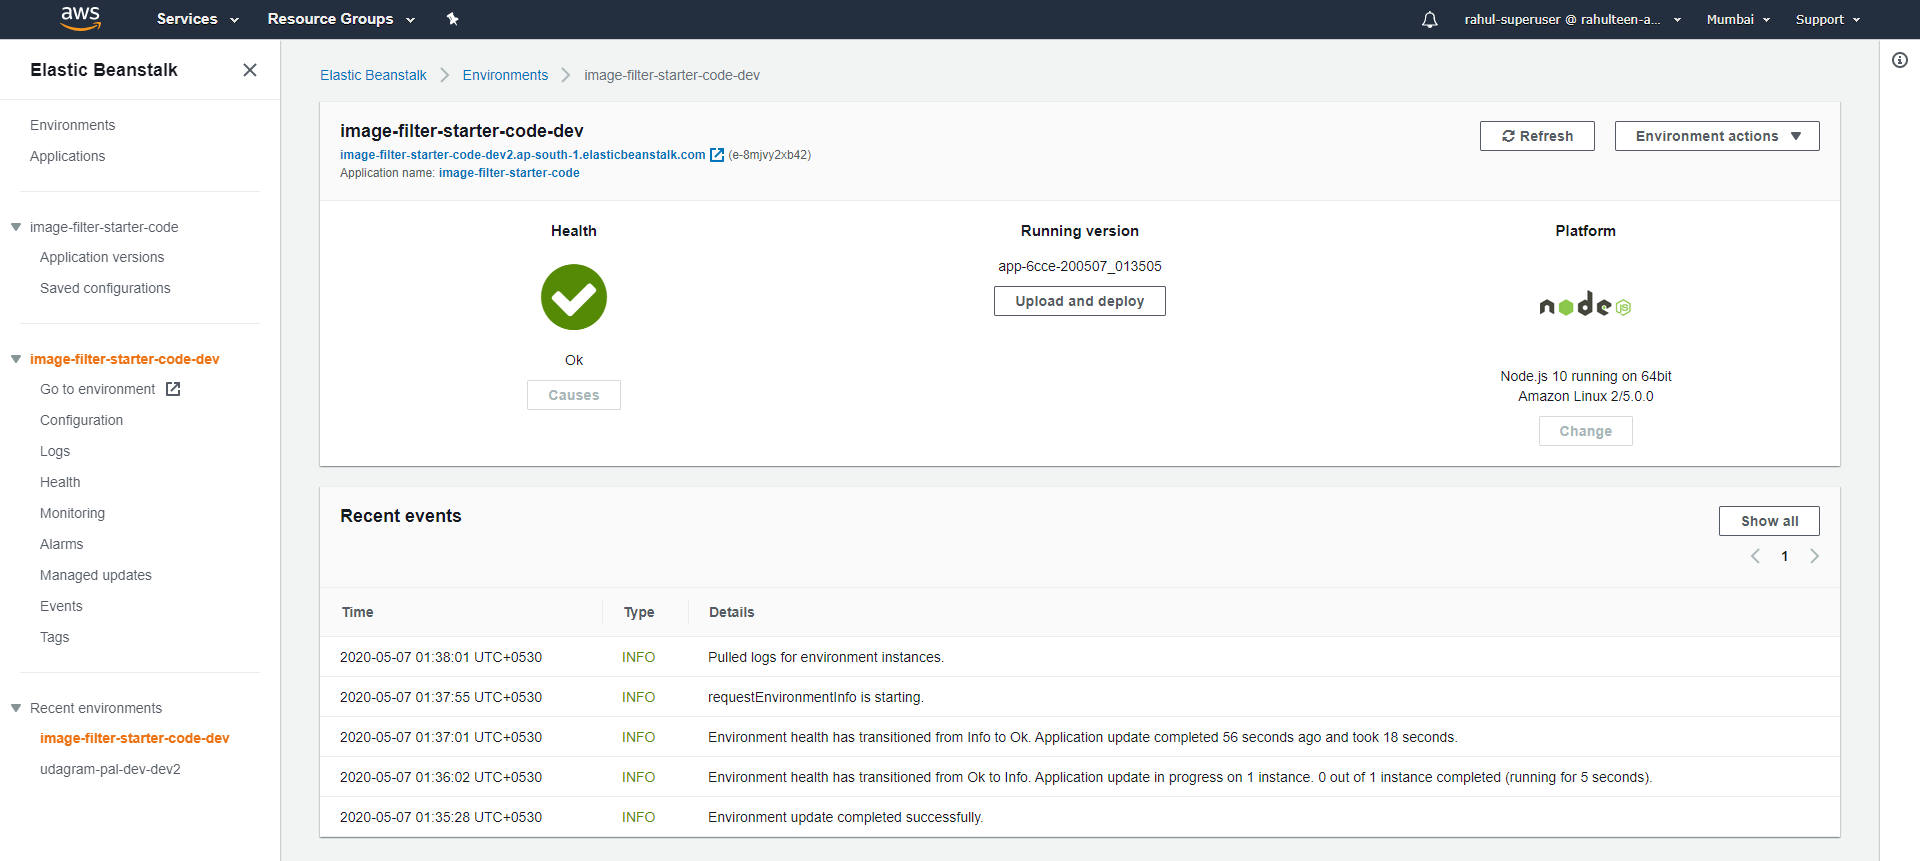 aws
Services
Resource Groups
rahul-superuser @ rahulteen-a...
Mumbai
Support
Elastic Beanstalk
Environments
Applications
image-filter-starter-code
Application versions
Saved configurations
image-filter-starter-code-dev
Go to environment
Configuration
Logs
Health
Monitoring
Alarms
Managed updates
Events
Tags
Recent environments
image-filter-starter-code-dev
udagram-pal-dev-dev2
Elastic Beanstalk
Environments
image-filter-starter-code-dev
image-filter-starter-code-dev
image-filter-starter-code-dev2.ap-south-1.elasticbeanstalk.com (e-8mjvy2xb42)
Application name: image-filter-starter-code
Refresh
Environment actions
Health
Ok
Causes
Running version
app-6cce-200507_013505
Upload and deploy
Platform
node JS
Node.js 10 running on 64bit
Amazon Linux 2/5.0.0
Change
Recent events
Show all
1
Time Type Details
2020-05-07 01:38:01 UTC+0530 INFO Pulled logs for environment instances.
2020-05-07 01:37:55 UTC+0530 INFO requestEnvironmentInfo is starting.
2020-05-07 01:37:01 UTC+0530 INFO Environment health has transitioned from Info to Ok. Application update completed 56 seconds ago and took 18 seconds.
2020-05-07 01:36:02 UTC+0530 INFO Environment health has transitioned from Ok to Info. Application update in progress on 1 instance. 0 out of 1 instance completed (running for 5 seconds).
2020-05-07 01:35:28 UTC+0530 INFO Environment update completed successfully.